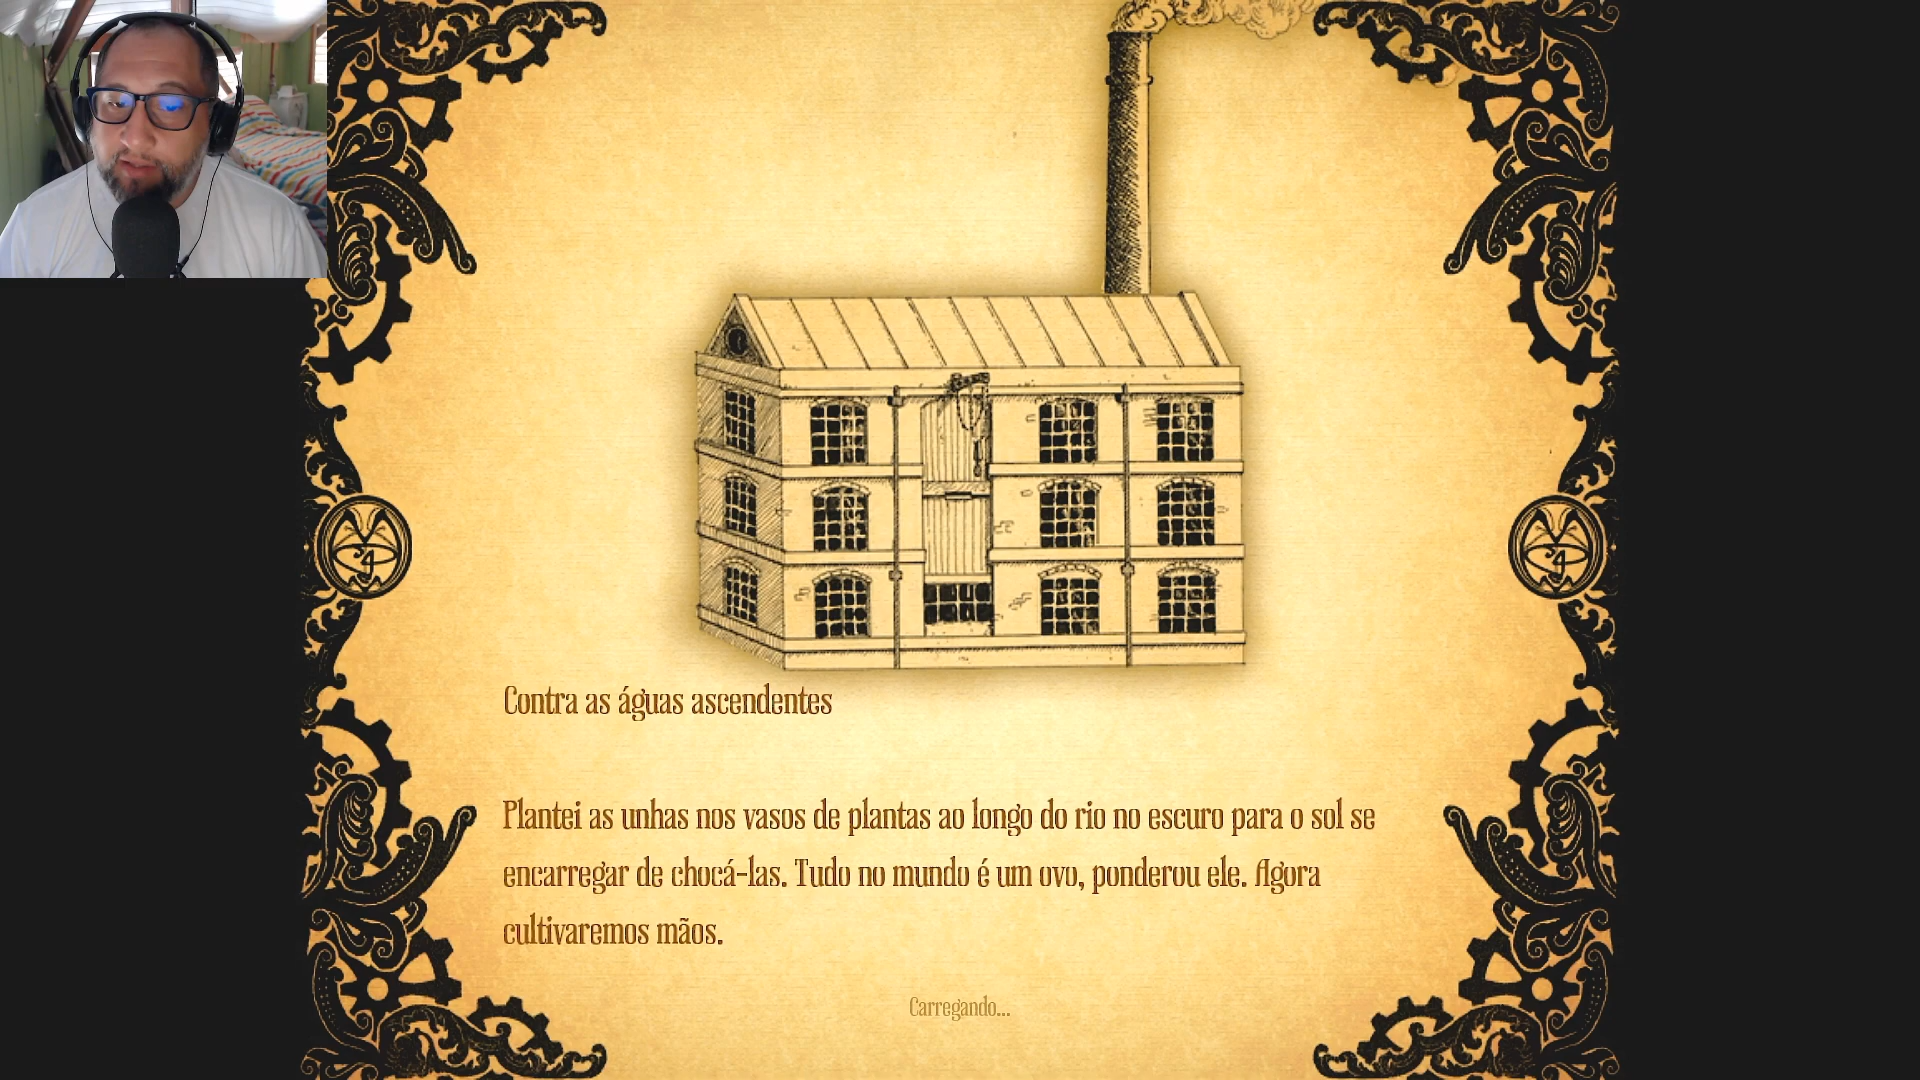 Contra as águas ascendentes
Plantei as unhas nos vasos de plantas ao longo do rio no escuro para o sol se
encarregar de chocá-las. Tudo no mundo é um ovo, ponderou ele. Agora
cultivaremos mãos.
Carregando...